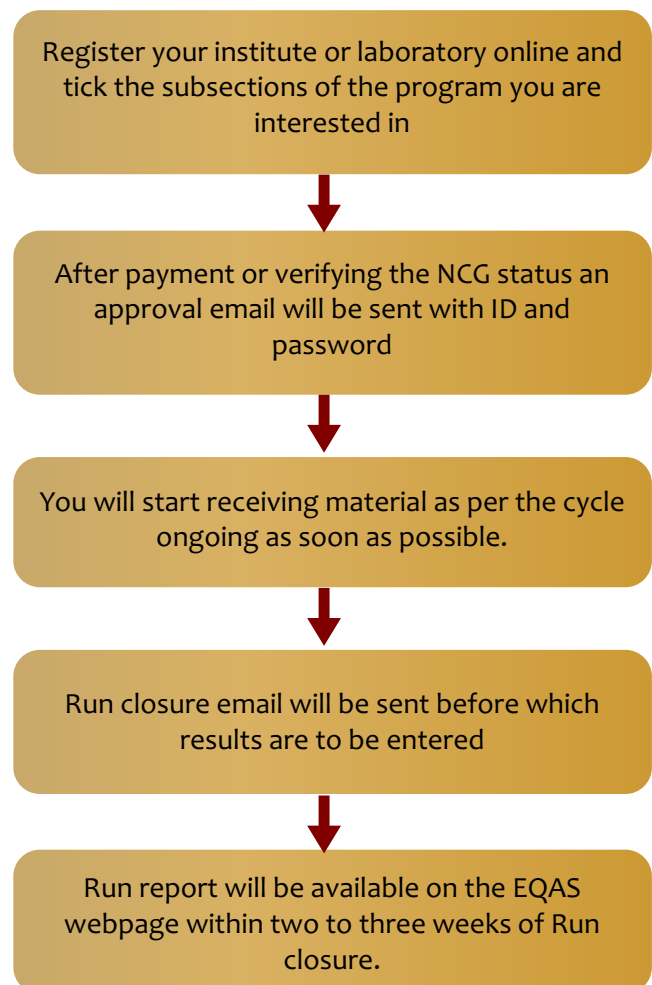 Register your institute or laboratory online and
tick the subsections of the program you are
interested in
After payment or verifying the NCG status an
approval email will be sent with ID and
password
You will start receiving material as per the cycle
ongoing as soon as possible.
Run closure email will be sent before which
results are to be entered
Run report will be available on the EQAS
webpage within two to three weeks of Run
closure.